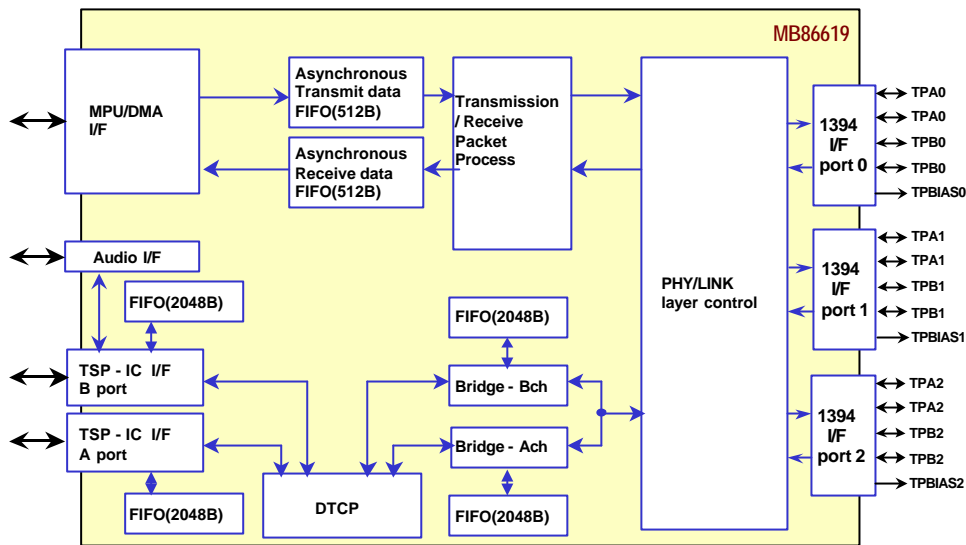 MB86619
MPU/DMA
I/F
Asynchronous
Transmit data
FIFO(512B)
Asynchronous
Receive data
FIFO(512B)
Transmission
/ Receive
Packet
Process
PHY/LINK
layer control
1394
I/F
port 0
TPA0
TPA0
TPB0
TPB0
TPBIAS0
Audio I/F
FIFO(2048B)
TSP - IC I/F
B port
TSP - IC I/F
A port
FIFO(2048B)
DTCP
FIFO(2048B)
Bridge - Bch
Bridge - Ach
FIFO(2048B)
1394
I/F
port 1
TPA1
TPA1
TPB1
TPB1
TPBIAS1
1394
I/F
port 2
TPA2
TPA2
TPB2
TPB2
TPBIAS2